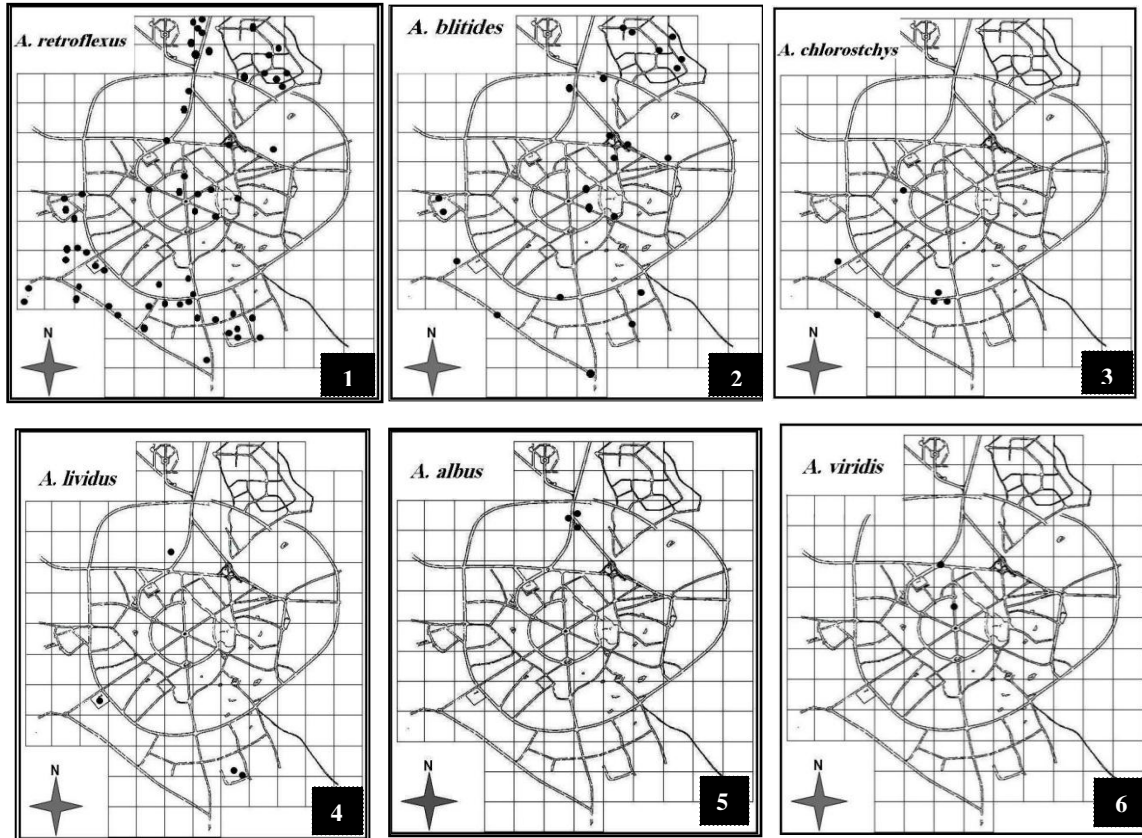 A. retroflexus
N
1
A. blitides
N
2
A. chlorostchys
N
3
A. lividus
N
4
A. albus
N
5
A. viridis
N
6